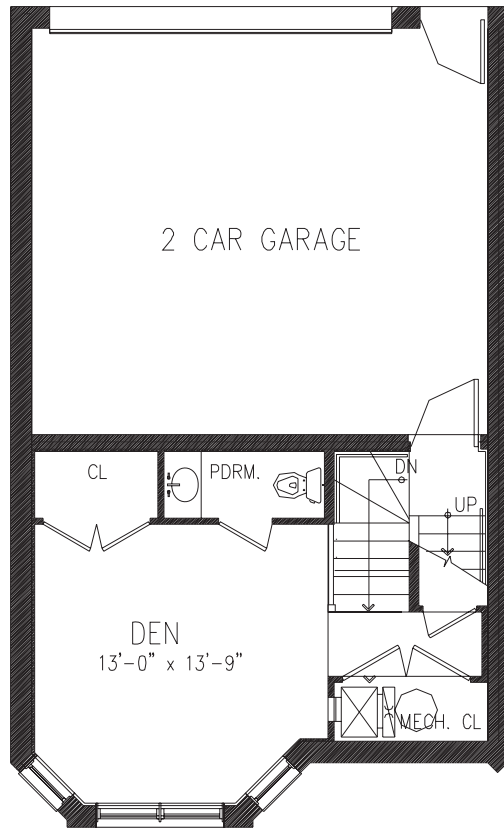 2 CAR GARAGE
CL
PDRM.
DN
UP
DEN
13'-0" x 13'-9"
MECH. CL